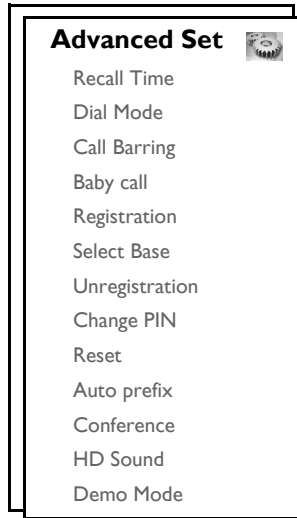 Advanced Set
Recall Time
Dial Mode
Call Barring
Baby call
Registration
Select Base
Unregistration
Change PIN
Reset
Auto prefix
Conference
HD Sound
Demo Mode